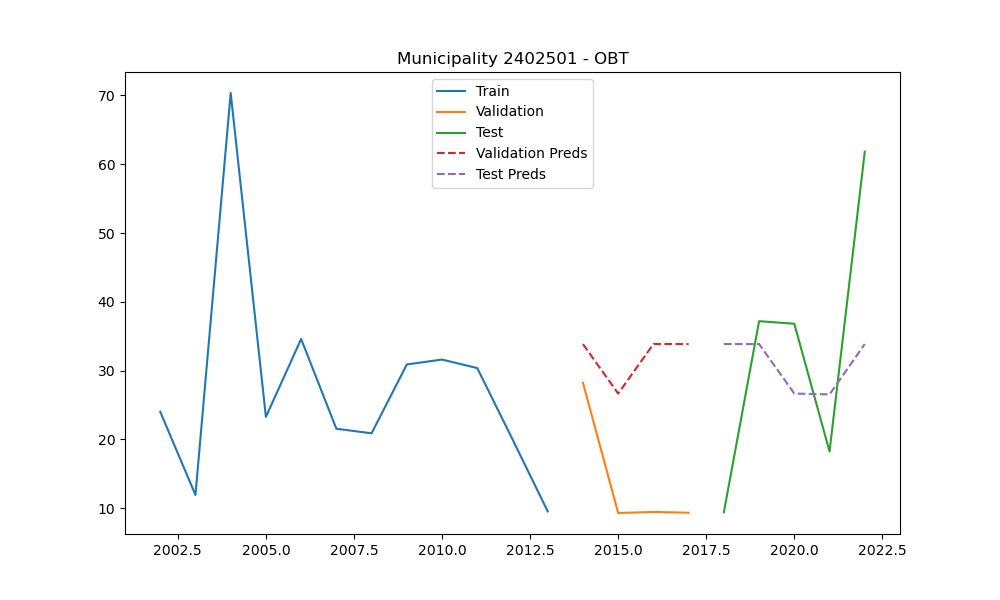 Municipality 2402501 - OBT
Train
Validation
Test
Validation Preds
Test Preds
70
60
50
40
30
20
10
2002.5 2005.0 2007.5 2010.0 2012.5 2015.0 2017.5 2020.0 2022.5